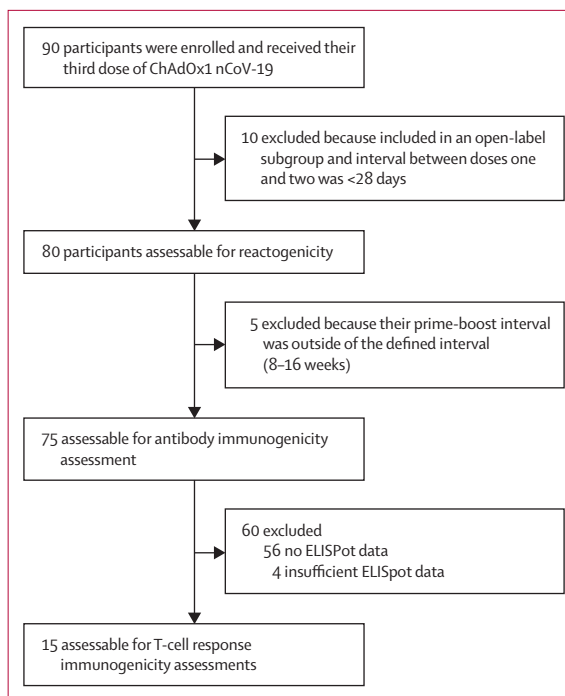 90 participants were enrolled and received their
third dose of ChAdOx1 nCoV-19
10 excluded because included in an open-label
subgroup and interval between doses one
and two was <28 days
80 participants assessable for reactogenicity
5 excluded because their prime-boost interval
was outside of the defined interval
(8–16 weeks)
75 assessable for antibody immunogenicity
assessment
60 excluded
56 no ELISPot data
4 insufficient ELISpot data
15 assessable for T-cell response
immunogenicity assessments